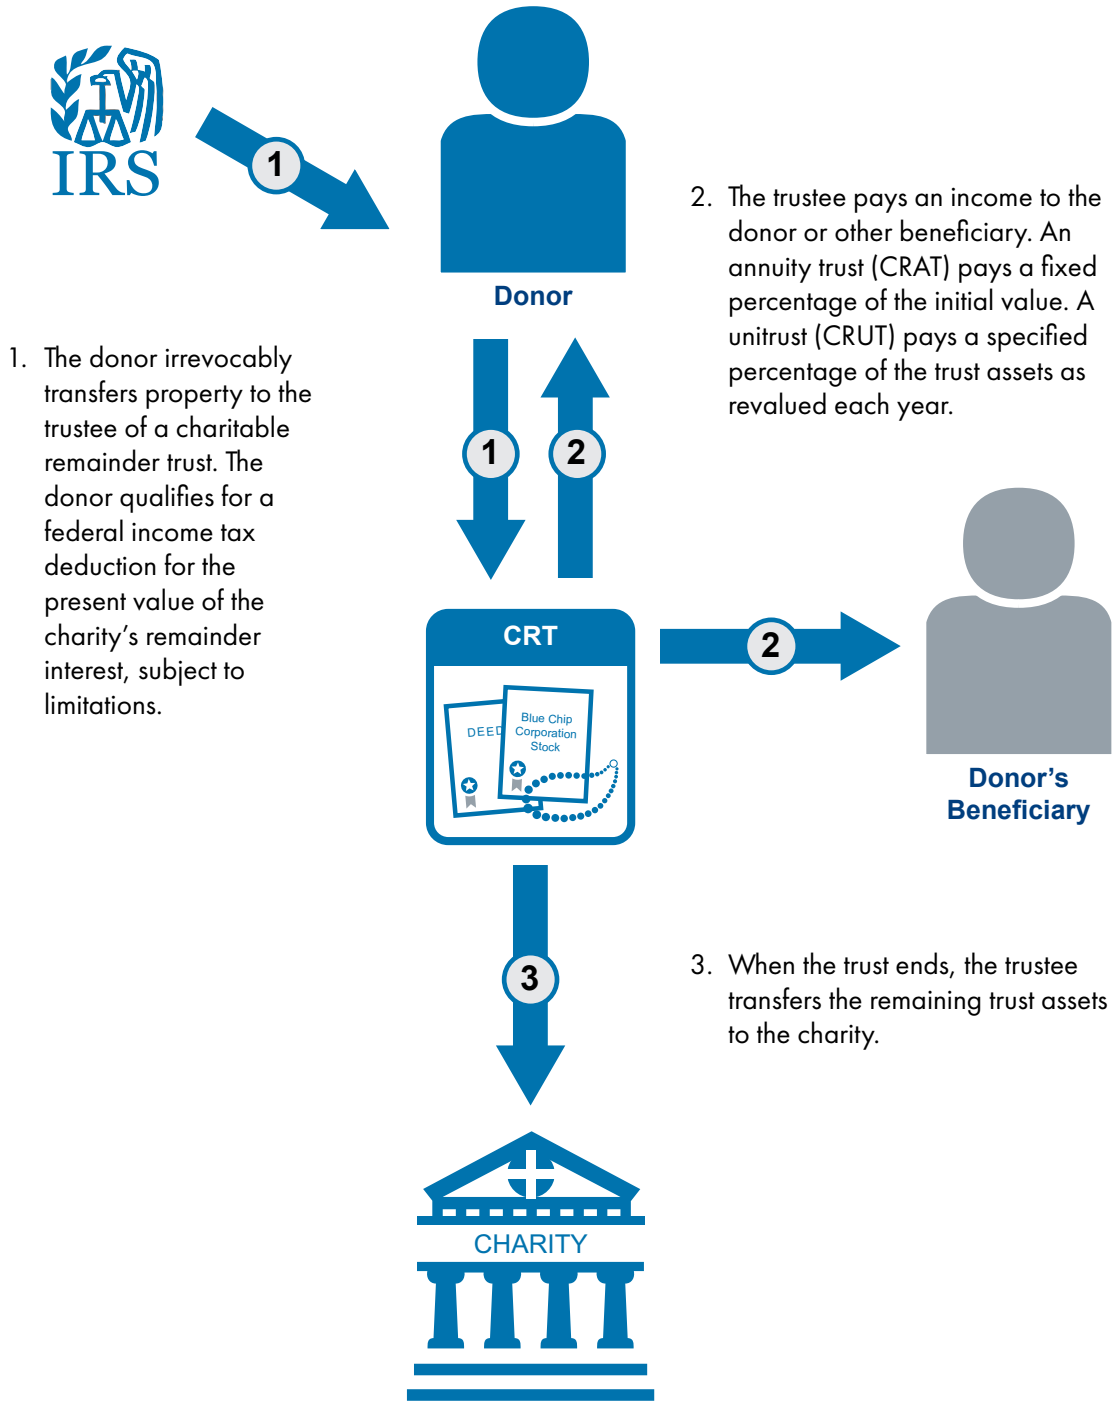 IRS
1
Donor
1. The donor irrevocably
transfers property to the
trustee of a charitable
remainder trust. The
donor qualifies for a
federal income tax
deduction for the
present value of the
charity's remainder
interest, subject to
limitations.
2. The trustee pays an income to the
donor or other beneficiary. An
annuity trust (CRAT) pays a fixed
percentage of the initial value. A
unitrust (CRUT) pays a specified
percentage of the trust assets as
revalued each year.
1
2
CRT
DEED
Blue Chip
Corporation
Stock
2
Donor's
Beneficiary
3
3. When the trust ends, the trustee
transfers the remaining trust assets
to the charity.
CHARITY